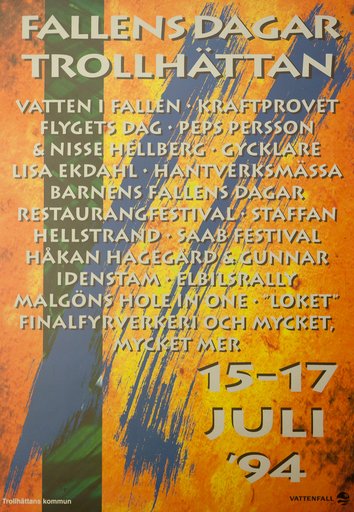 FALLENS DAGAR
TROLLHÄTTAN
VATTEN I FALLEN · KRAFTPROVET
FLYGETS DAG · PEPS PERSSON
& NISSE HELLBERG · GYCKLARE
LISA EKDAHL · HANTVERKSMÄSSA
BARNENS FALLENS DAGAR
RESTAURANGFESTIVAL · STAFFAN
HELLSTRAND · SAAB FESTIVAL
HÅKAN HAGEGÅRD & GUNNAR
IDENSTAM · ELBILSRALLY
MALGÖNS HOLE IN ONE · "LOKET"
FINALFYRVERKERI OCH MYCKET,
MYCKET MER
15-17
JULI
'94
Trollhättans kommun
VATTENFALL